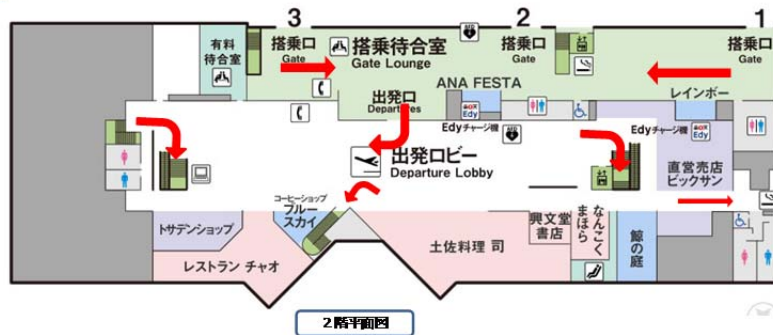 3
2
1
搭乗口
Gate
有料
待合室
搭乗待合室
Gate Lounge
搭乗口
Gate
搭乗口
Gate
ANA FESTA
レインボー
出発口
Departures
AED
Edy
Edyチャージ機
AED
Edyチャージ機
Edy
出発ロビー
Departure Lobby
直営売店
ビックサン
コーヒーショップ
ブルー
スカイ
トサデンショップ
レストラン チャオ
土佐料理 司
興文堂
書店
なんこく
まほら
鯨の庭
2階平面図